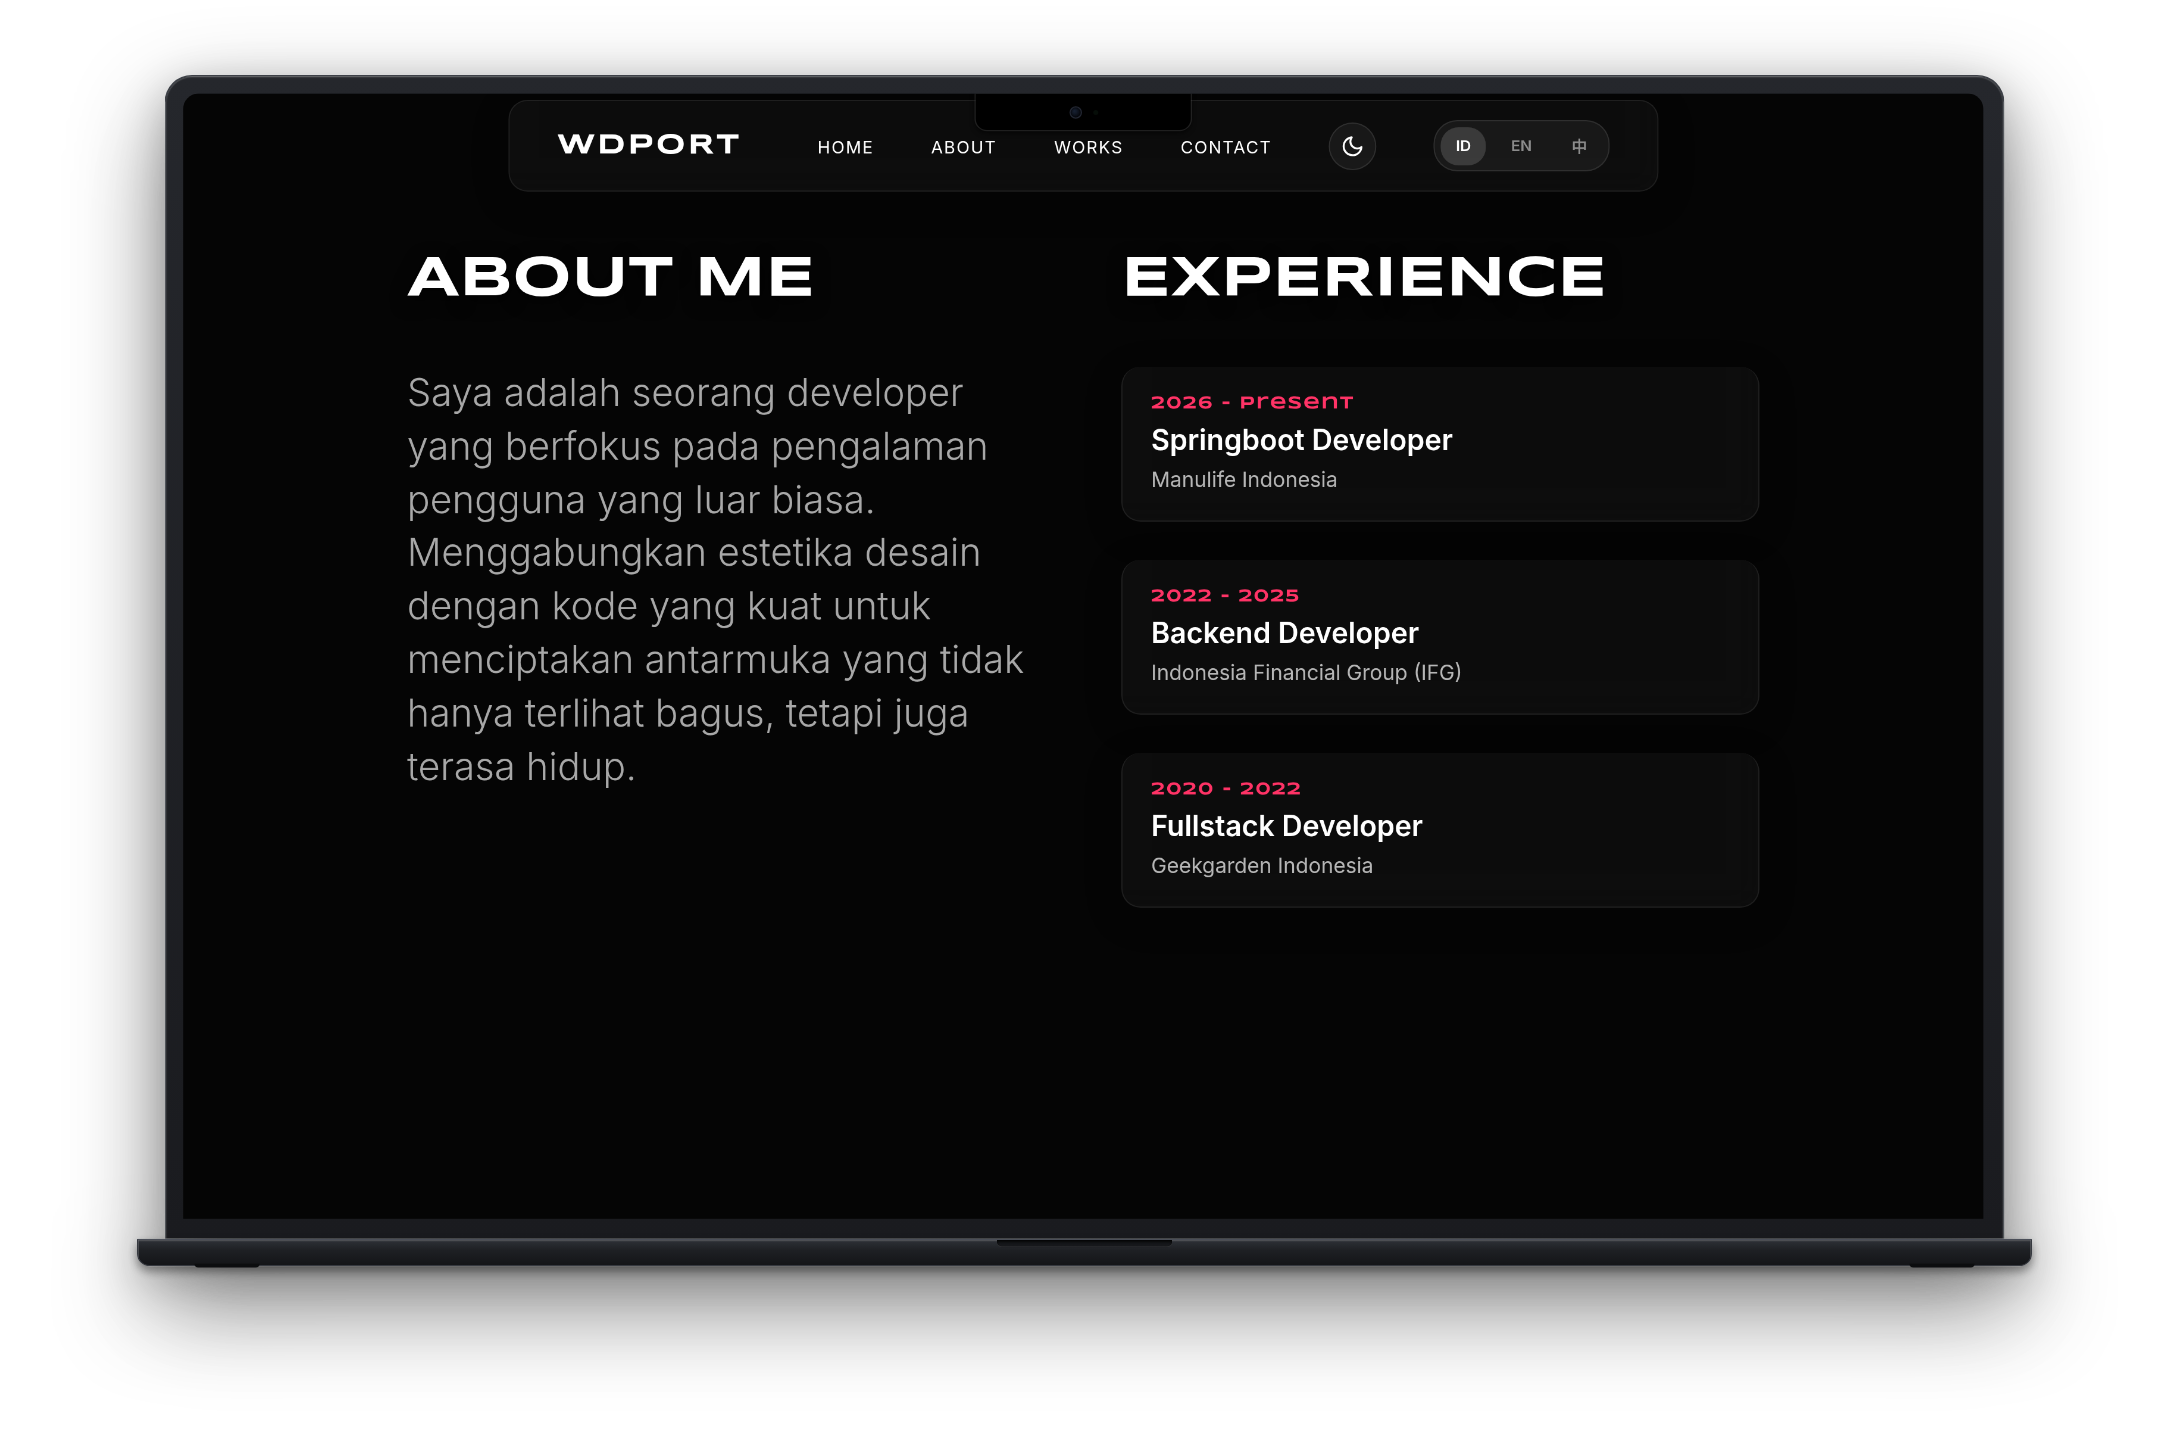 WDPORT
HOME
ABOUT
WORKS
CONTACT
ID
EN
中
ABOUT ME
Saya adalah seorang developer
yang berfokus pada pengalaman
pengguna yang luar biasa.
Menggabungkan estetika desain
dengan kode yang kuat untuk
menciptakan antarmuka yang tidak
hanya terlihat bagus, tetapi juga
terasa hidup.
EXPERIENCE
2026 - Present
Springboot Developer
Manulife Indonesia
2022 - 2025
Backend Developer
Indonesia Financial Group (IFG)
2020 - 2022
Fullstack Developer
Geekgarden Indonesia